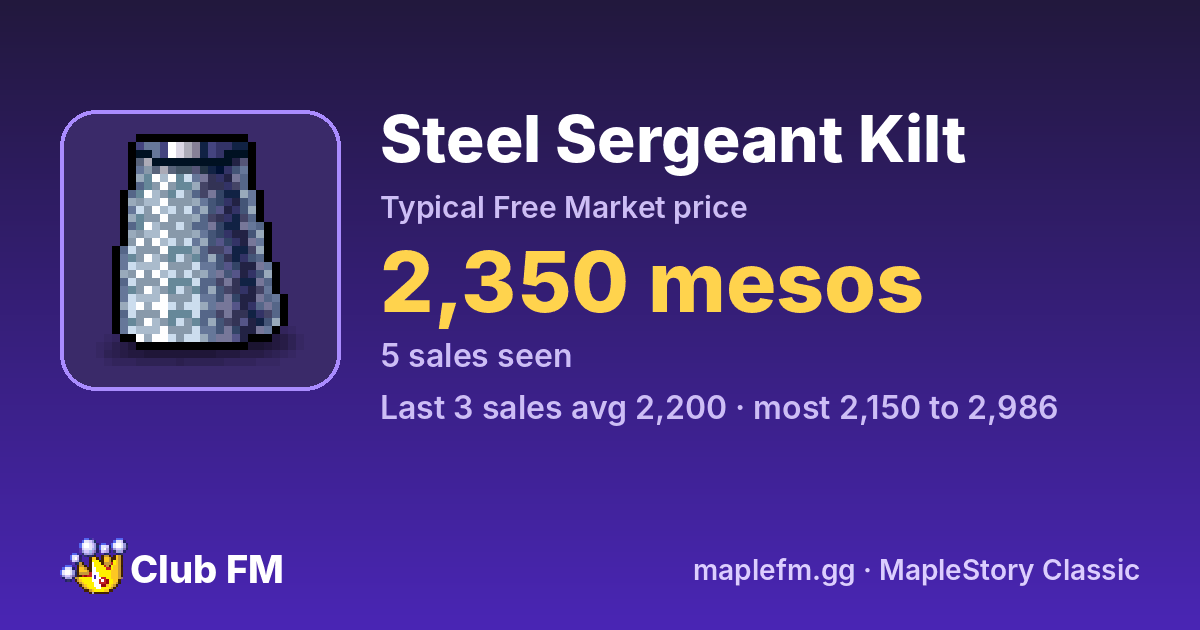 Steel Sergeant Kilt
Typical Free Market price
2,350 mesos
5 sales seen
Last 3 sales avg 2,200 · most 2,150 to 2,986
Club FM
maplefm.gg · MapleStory Classic